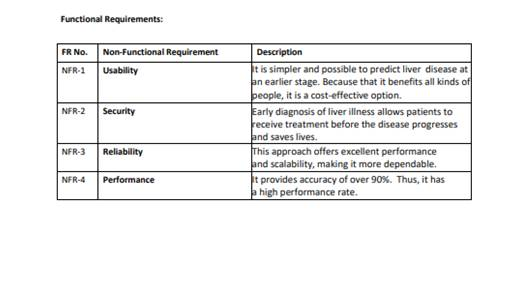 Functional Requirements:
FR No. Non-Functional Requirement Description
NFR-1 Usability It is simpler and possible to predict liver disease at
an earlier stage. Because that it benefits all kinds of
people, it is a cost-effective option.
NFR-2 Security Early diagnosis of liver illness allows patients to
receive treatment before the disease progresses
and saves lives.
NFR-3 Reliability This approach offers excellent performance
and scalability, making it more dependable.
NFR-4 Performance It provides accuracy of over 90%. Thus, it has
a high performance rate.